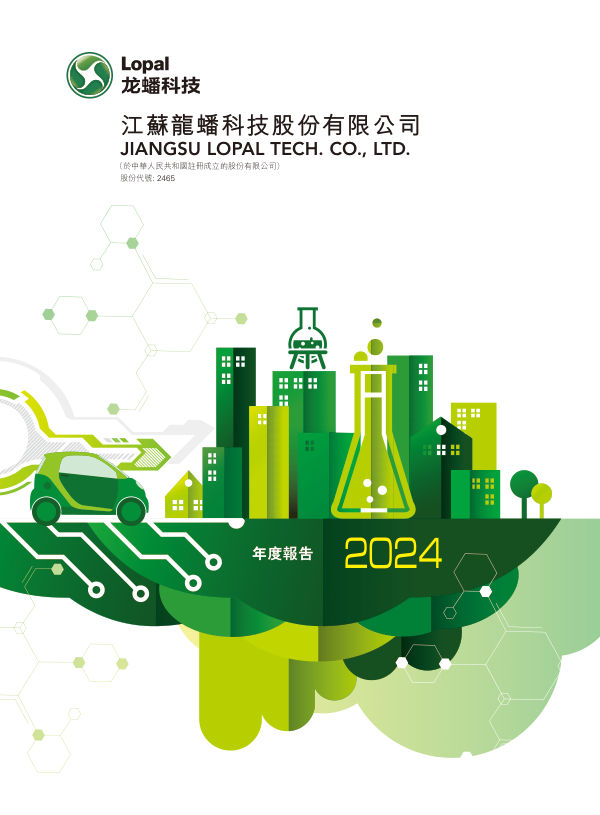 Lopal
龙蟠科技
江蘇龍蟠科技股份有限公司
JIANGSU LOPAL TECH. CO., LTD.
(於中華人民共和國註冊成立的股份有限公司)
股份代號: 2465
年度報告 2024